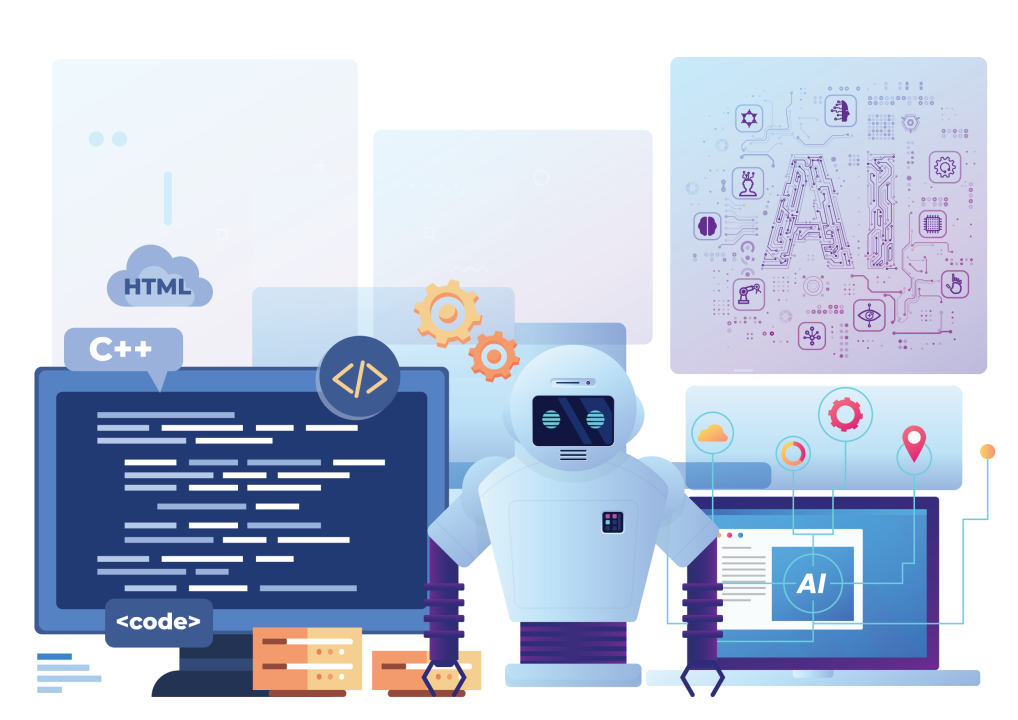 AI
HTML
C++
</>
<code>
AI